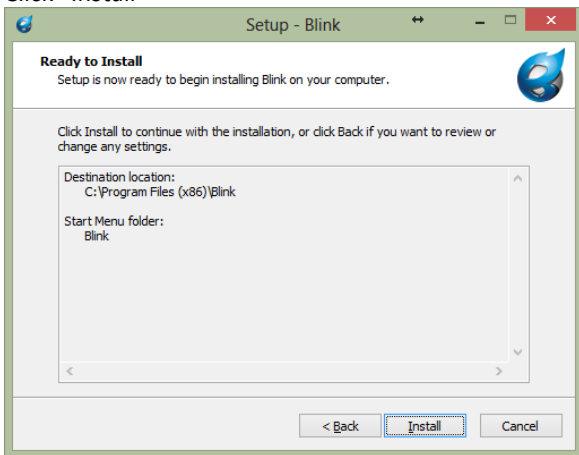 Click "Install"
Setup - Blink
Ready to Install
Setup is now ready to begin installing Blink on your computer.
Click Install to continue with the installation, or click Back if you want to review or
change any settings.
Destination location:
C:\Program Files (x86)\Blink
Start Menu folder:
Blink
< Back Install Cancel